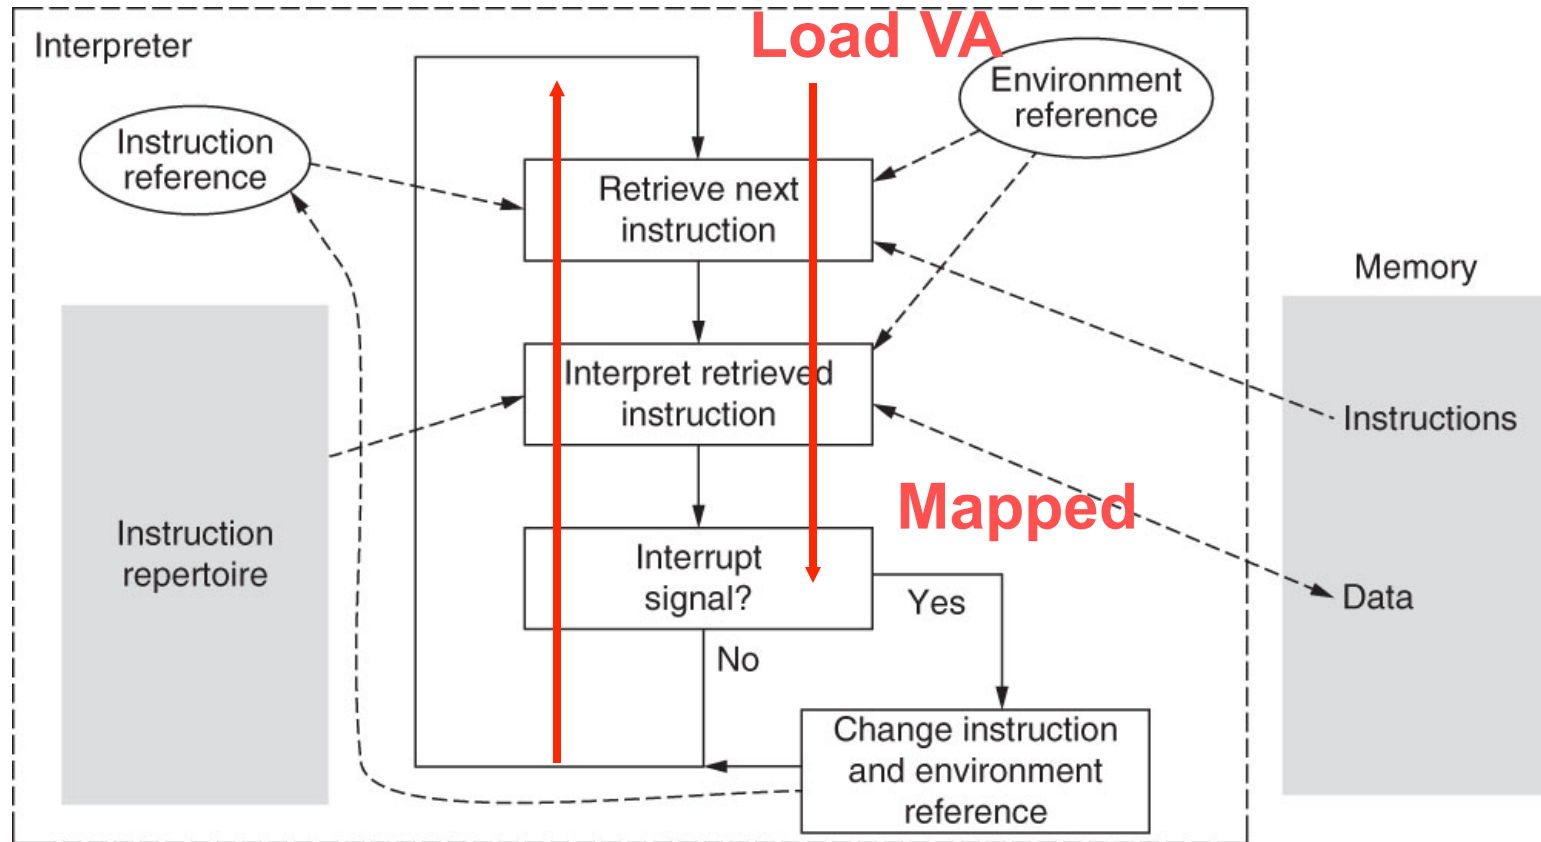 Interpreter
Load VA
Environment
reference
Instruction
reference
Retrieve next
instruction
Memory
Interpret retrieved
instruction
Instructions
Mapped
Instruction
repertoire
Interrupt
signal?
Yes
Data
No
Change instruction
and environment
reference